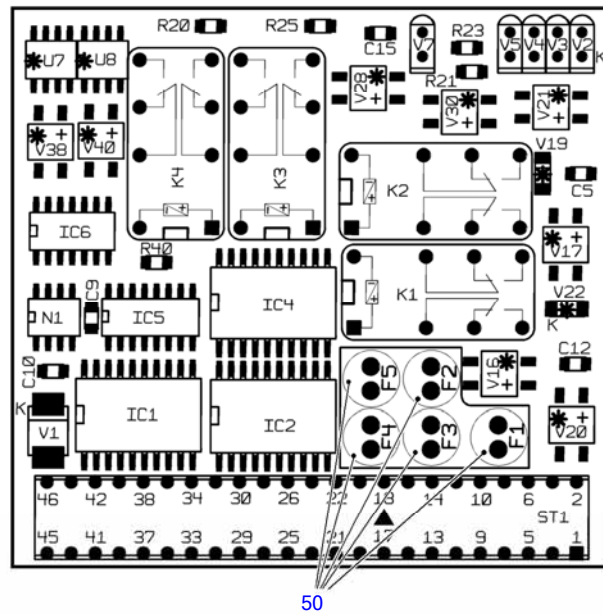 R20 R25 C15 V7 R23 V5 V4 V3 V2 K
U7 U8 V28 R21 V30 V21
V38 V40 K4 K3 V19
K2 C5
IC6 V17
R40
C9 IC4 K1 V22
N1 IC5 K
C10 F5 F2 V16 C12
K IC1 IC2
V1 F4 F3 F1 V20
46 42 38 34 30 26 22 18 14 10 6 2
ST1
45 41 37 33 29 25 21 17 13 9 5 1
50